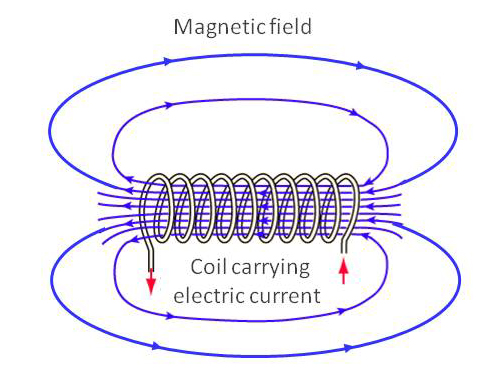 Magnetic field
Coil carrying
electric current